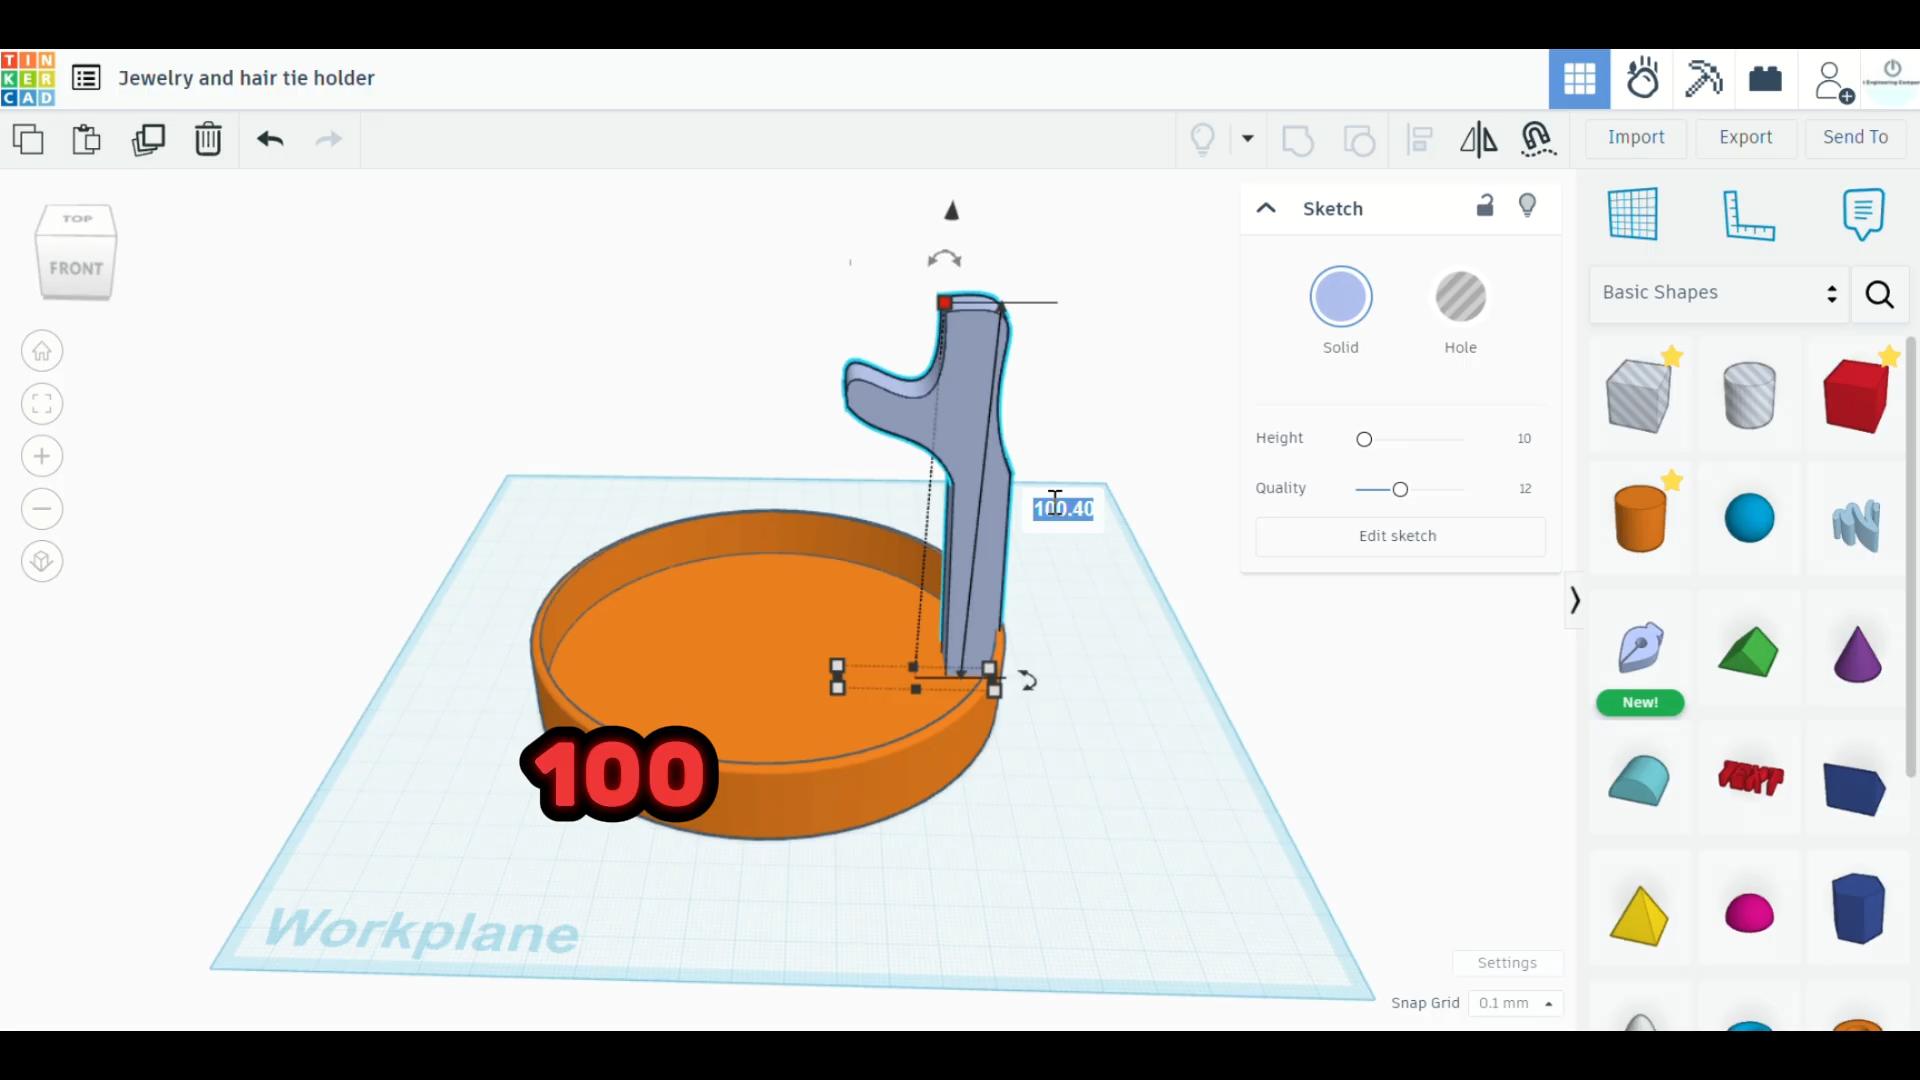 TIN
KER
CAD
Jewelry and hair tie holder
Import
Export
Send To
TOP
FRONT
Sketch
Solid
Hole
Height
10
Quality
12
Edit sketch
Basic Shapes
100.40
New!
TEXT
100
Workplane
Settings
Snap Grid
0.1 mm